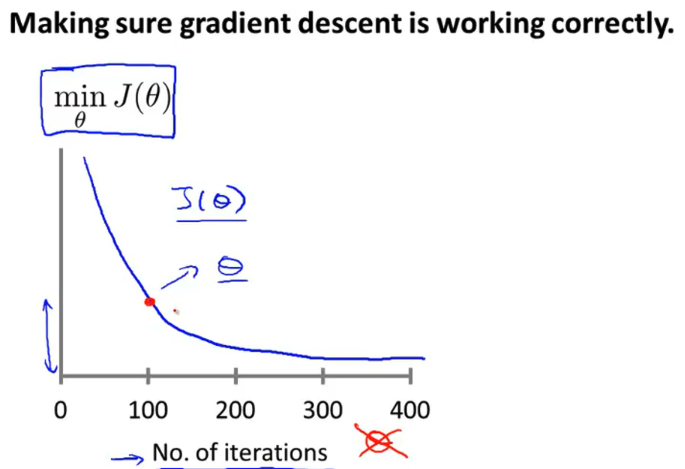 Making sure gradient descent is working correctly.
min J(θ)
θ
J(θ)
θ
0 100 200 300 400
No. of iterations
θ